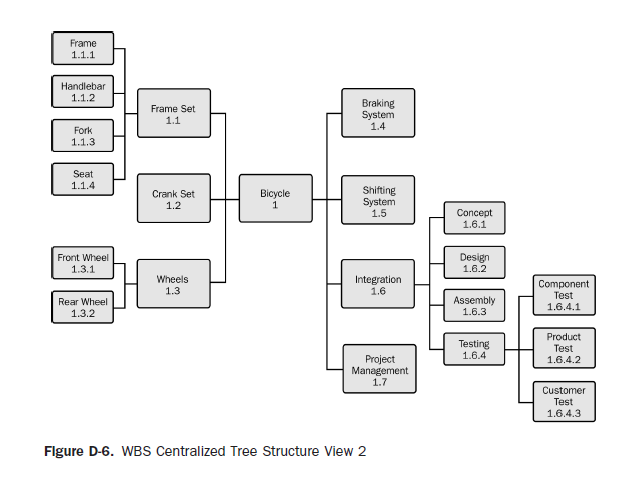 Frame
1.1.1
Handlebar
1.1.2
Fork
1.1.3
Seat
1.1.4
Frame Set
1.1
Crank Set
1.2
Front Wheel
1.3.1
Rear Wheel
1.3.2
Wheels
1.3
Bicycle
1
Braking
System
1.4
Shifting
System
1.5
Integration
1.6
Project
Management
1.7
Concept
1.6.1
Design
1.6.2
Assembly
1.6.3
Testing
1.6.4
Component
Test
1.6.4.1
Product
Test
1.6.4.2
Customer
Test
1.6.4.3
Figure D-6. WBS Centralized Tree Structure View 2